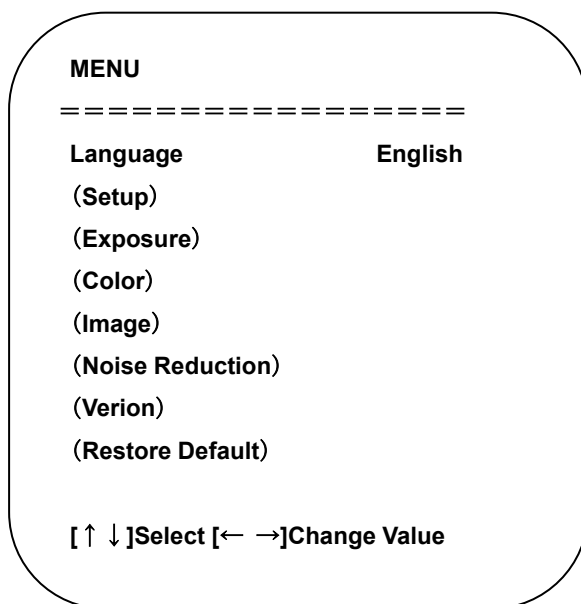 MENU
=================
Language English
（Setup）
（Exposure）
（Color）
（Image）
（Noise Reduction）
（Verion）
（Restore Default）
[↑ ↓]Select [← →]Change Value